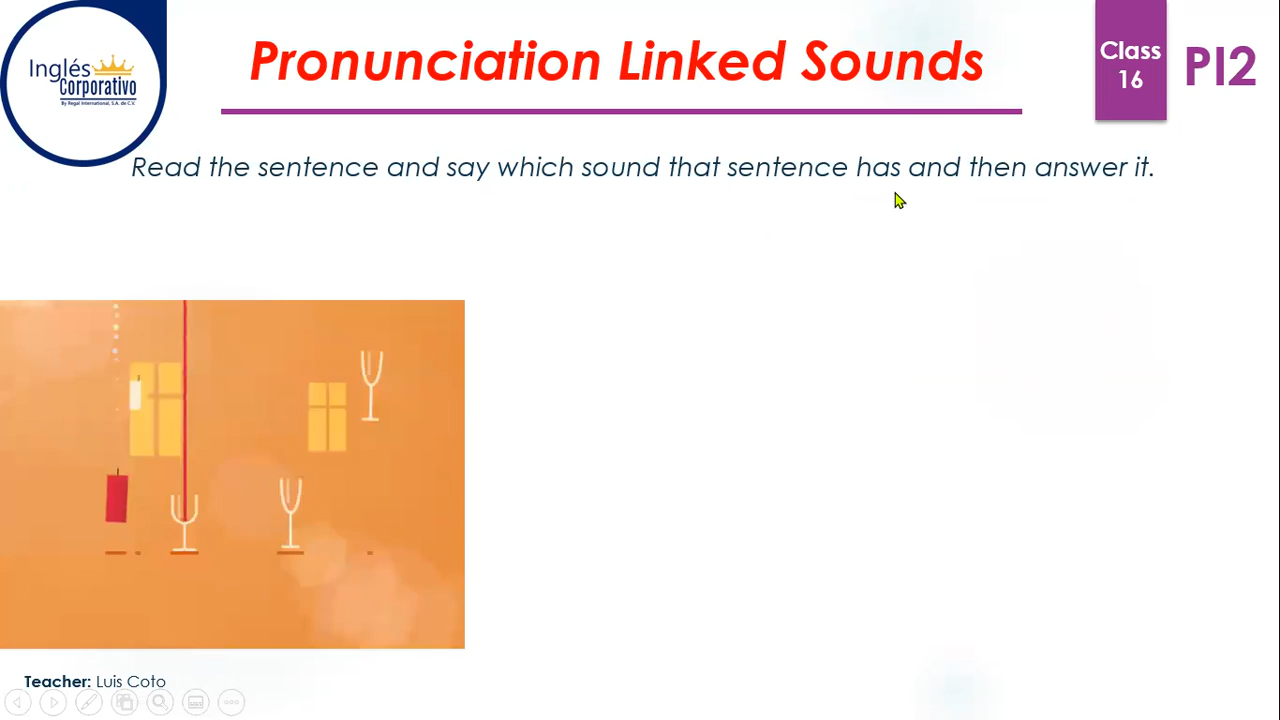 Inglés
Corporativo
By Regal International, S.A. de C.V.
Pronunciation Linked Sounds
Class
16
PI2
Read the sentence and say which sound that sentence has and then answer it.
Teacher: Luis Coto